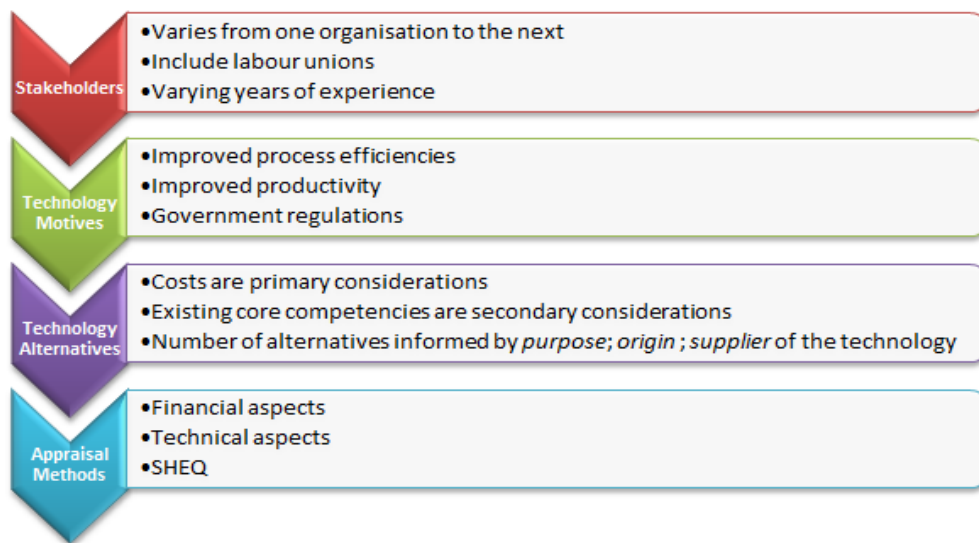 Stakeholders
•Varies from one organisation to the next
•Include labour unions
•Varying years of experience
Technology
Motives
•Improved process efficiencies
•Improved productivity
•Government regulations
Technology
Alternatives
•Costs are primary considerations
•Existing core competencies are secondary considerations
•Number of alternatives informed by purpose; origin ; supplier of the technology
Appraisal
Methods
•Financial aspects
•Technical aspects
•SHEQ